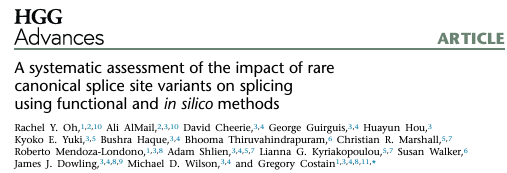 HGG
Advances
ARTICLE
A systematic assessment of the impact of rare
canonical splice site variants on splicing
using functional and in silico methods
Rachel Y. Oh,1,2,10 Ali AlMail,2,3,10 David Cheerie,3,4 George Guirguis,3,4 Huayun Hou,3
Kyoko E. Yuki,3,5 Bushra Haque,3,4 Bhooma Thiruvahindrapuram,6 Christian R. Marshall,5,7
Roberto Mendoza-Londono,1,3,8 Adam Shlien,3,4,5,7 Lianna G. Kyriakopoulou,5,7 Susan Walker,6
James J. Dowling,3,4,8,9 Michael D. Wilson,3,4 and Gregory Costain1,3,4,8,11,*